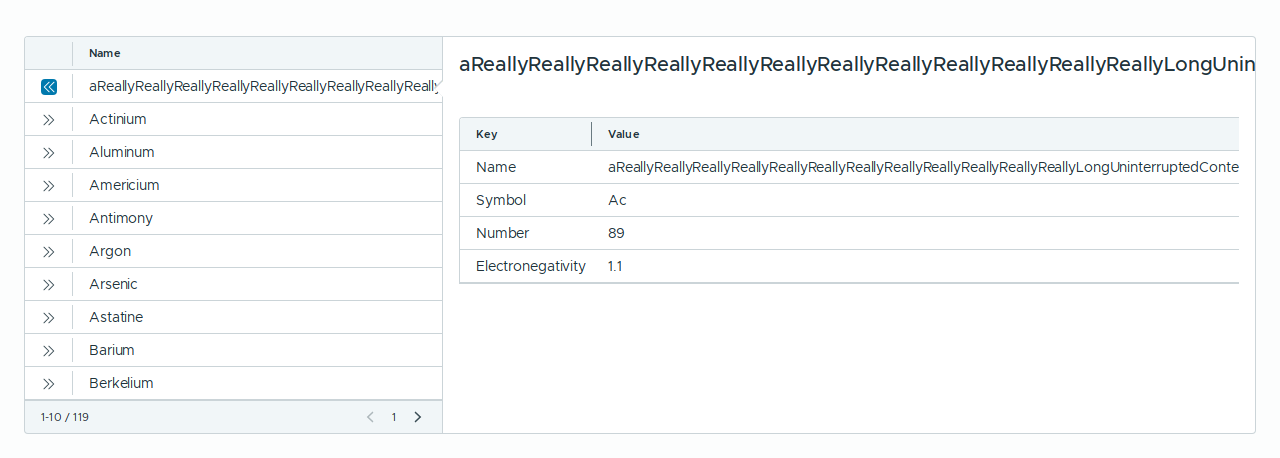 Name
aReallyReallyReallyReallyReallyReallyReallyReallyReally
Actinium
Aluminum
Americium
Antimony
Argon
Arsenic
Astatine
Barium
Berkelium
1-10 / 119
1
aReallyReallyReallyReallyReallyReallyReallyReallyReallyReallyReallyReallyLongUnin
Key Value
Name aReallyReallyReallyReallyReallyReallyReallyReallyReallyReallyReallyReallyLongUninterruptedConte
Symbol Ac
Number 89
Electronegativity 1.1